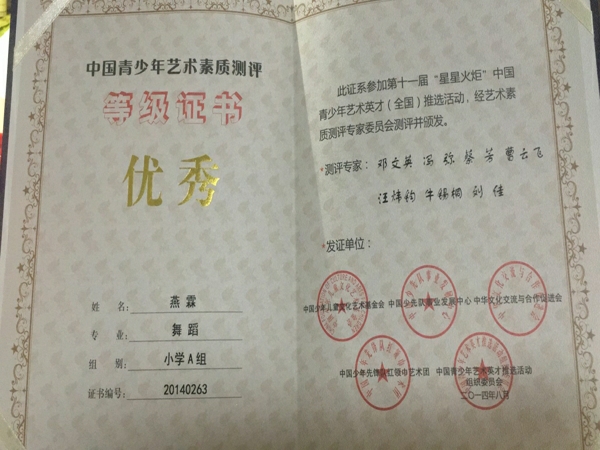 中国青少年艺术素质测评
等级证书
优秀
姓 名: 燕霖
专 业: 舞蹈
组 别: 小学A组
证书编号: 20140263
此证系参加第十一届“星星火炬”中国
青少年艺术英才(全国)推选活动,经艺术素
质测评专家委员会测评并颁发。
测评专家: 邓文英 蔡芳 曹云飞
汪炜钧 刘佳
发证单位:
中国少年儿童文化艺术基金会 中国少先队事业发展中心 中华文化交流与合作促进会
中国少年先锋队红领巾艺术团 中国青少年艺术英才推选活动
组织委员会
二〇一四年八月